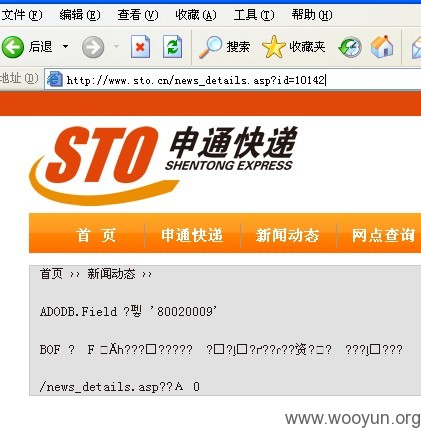 文件(F) 编辑(E) 查看(V) 收藏(A) 工具(T) 帮助(H)
后退 搜索 收藏夹
地址(D) http://www.sto.cn/news_details.asp?id=10142
STO 申通快递
SHENTONG EXPRESS
首 页 申通快递 新闻动态 网点查询
首页 ›› 新闻动态 ››
ADODB.Field '80020009'
BOF ? F
/news_details.asp?? 0
www.wooyun.org